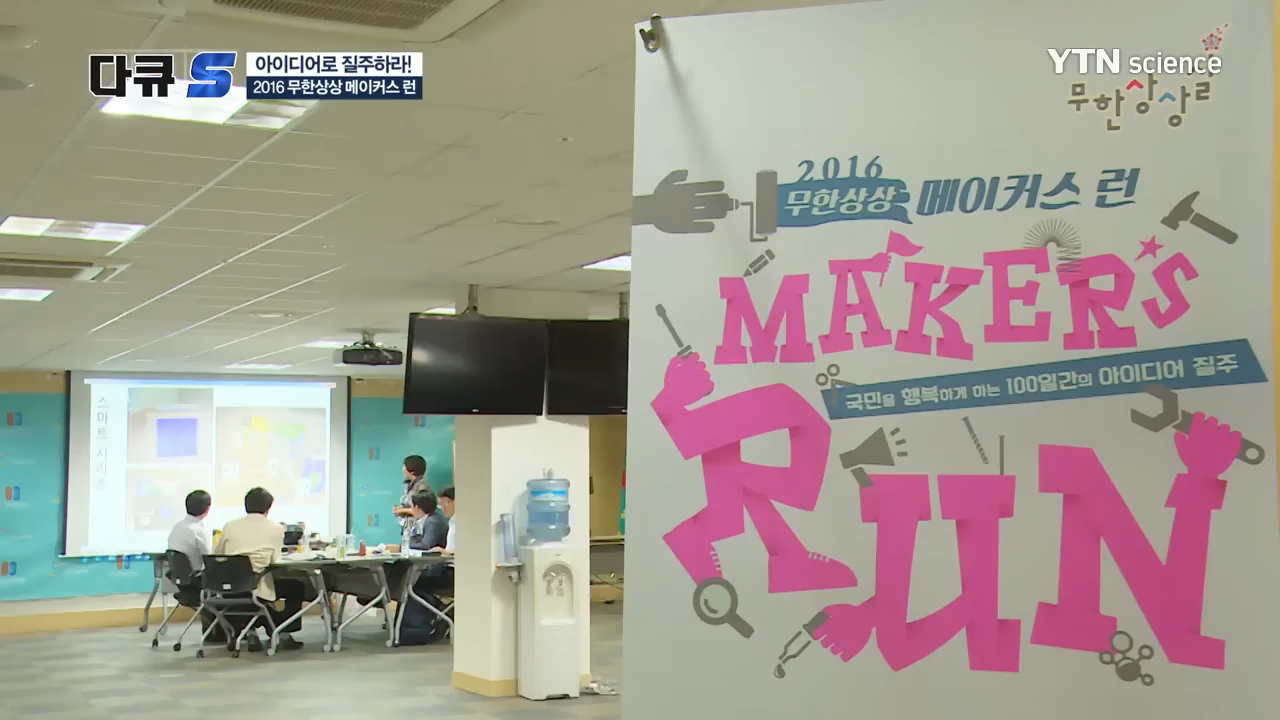 다큐 S
아이디어로 질주하라!
2016 무한상상 메이커스 런
YTN science
무한상상실
2016
무한상상 메이커스 런
MAKER'S
국민을 행복하게 하는 100일간의 아이디어 질주
RUN
스마트 시리즈